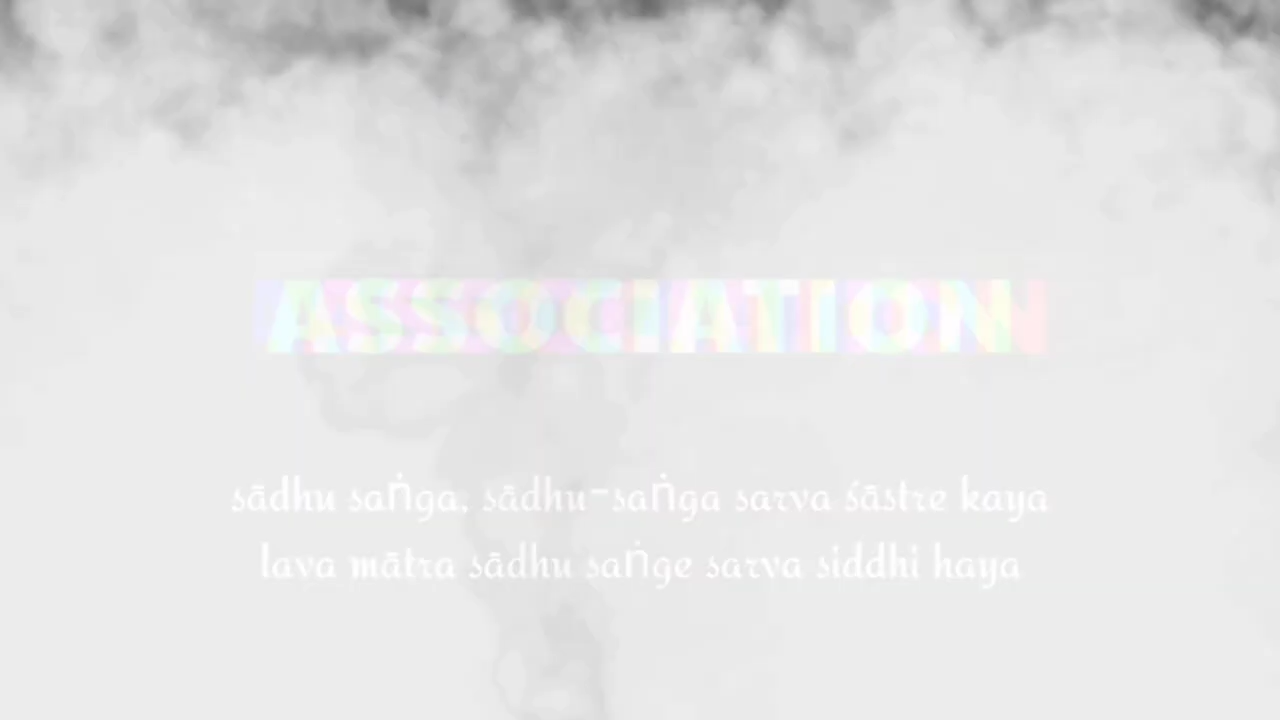 ASSOCIATION
sādhu saṅga, sādhu-saṅga sarva śāstre kaya
lava mātra sādhu saṅge sarva siddhi haya